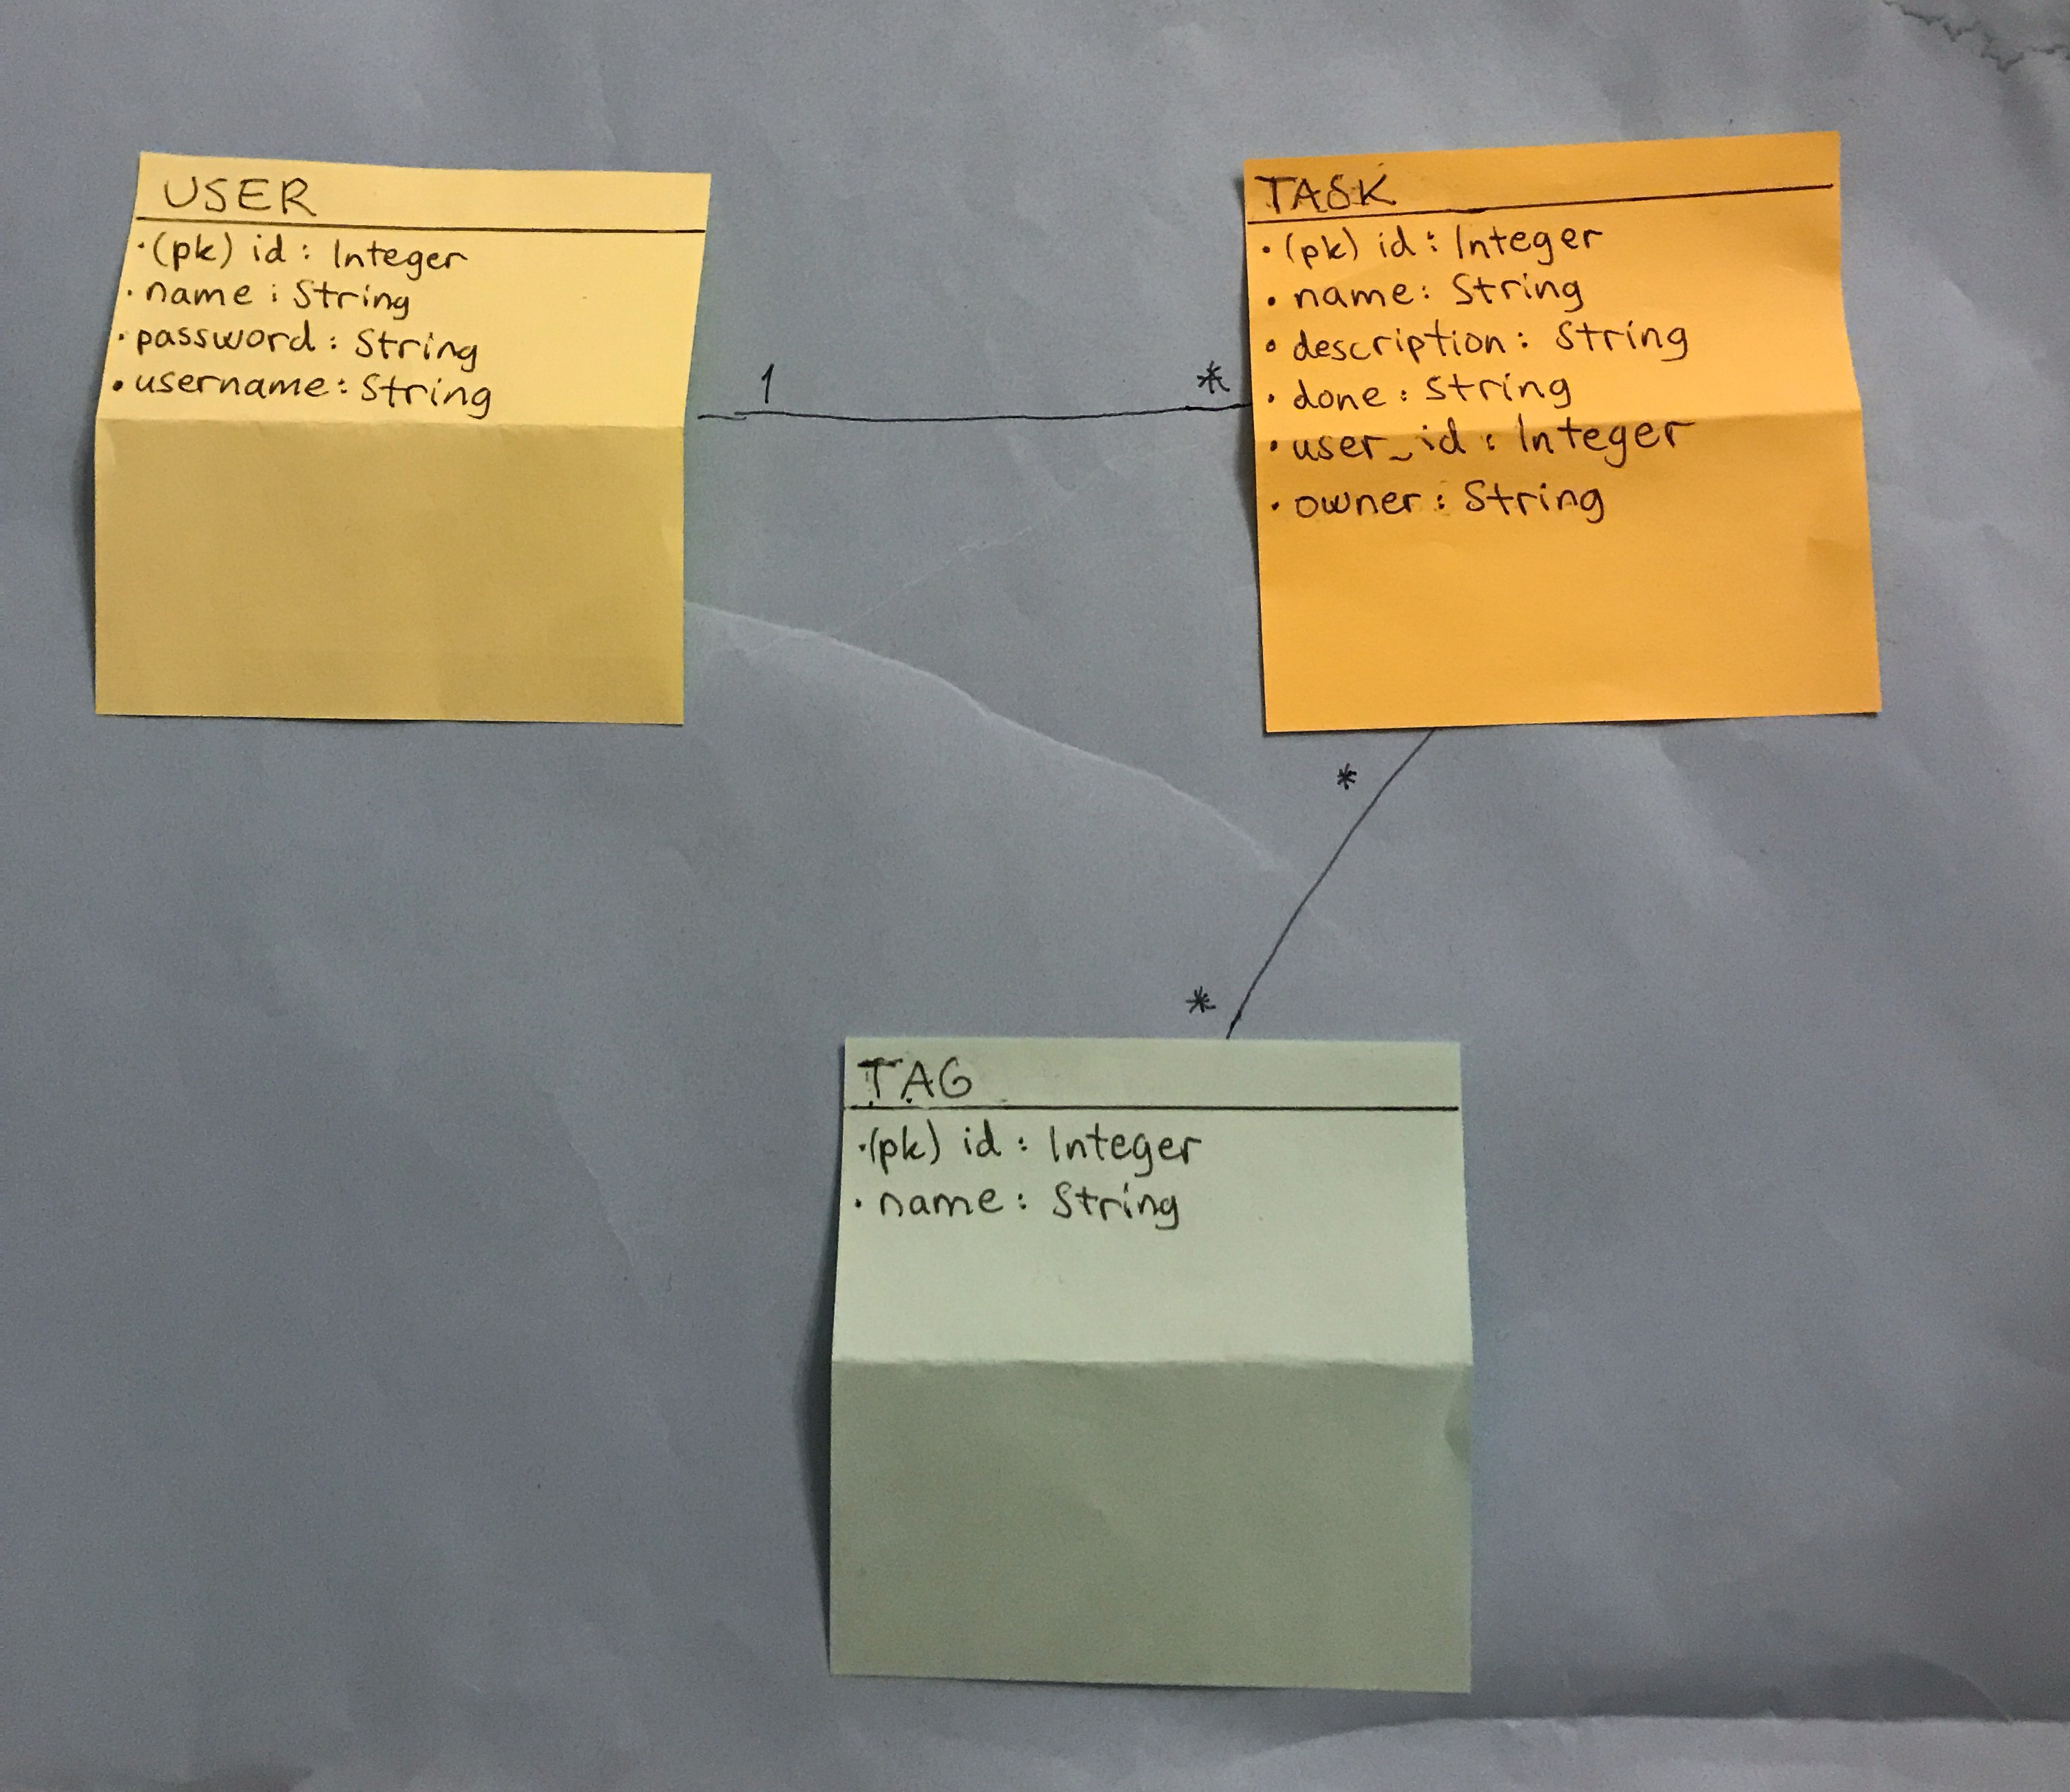 USER
·(pk) id : Integer
· name : String
· password : String
• username : String
1
*
TASK
· (pk) id : Integer
• name : String
• description : String
· done : String
· user_id : Integer
· owner : String
*
*
TAG
·(pk) id : Integer
· name : String